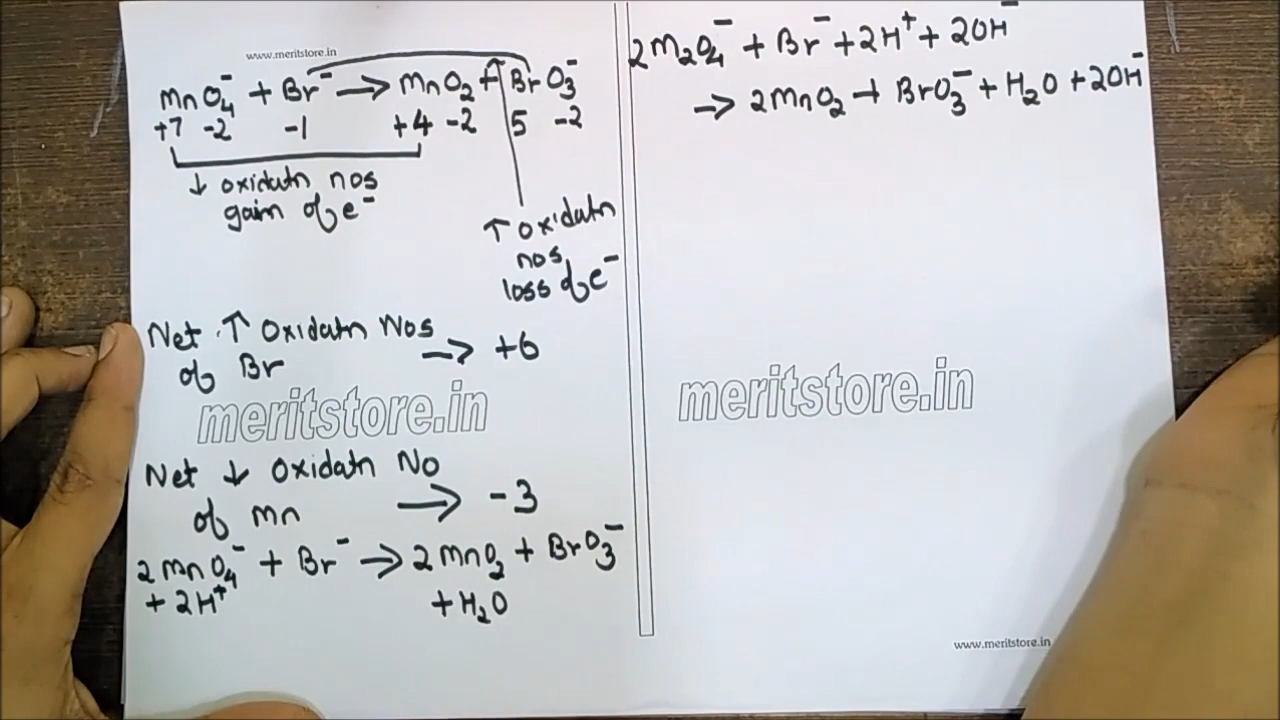 www.meritstore.in
MnO₄⁻ + Br⁻ → MnO₂ + BrO₃⁻
+7 -2 -1 +4 -2 5 -2
↓ oxidatn nos
gain of e⁻
↑ oxidatn
nos
loss of e⁻
Net ↑ Oxidatn Nos
of Br → +6
meritstore.in
Net ↓ Oxidatn No
of mn → -3
2MnO₄⁻ + Br⁻ → 2MnO₂ + BrO₃⁻
+ 2H⁺ + H₂O
2M₂O₄⁻ + Br⁻ + 2H⁺ + 2OH⁻
→ 2MnO₂ + BrO₃⁻ + H₂O + 2OH⁻
meritstore.in
www.meritstore.in